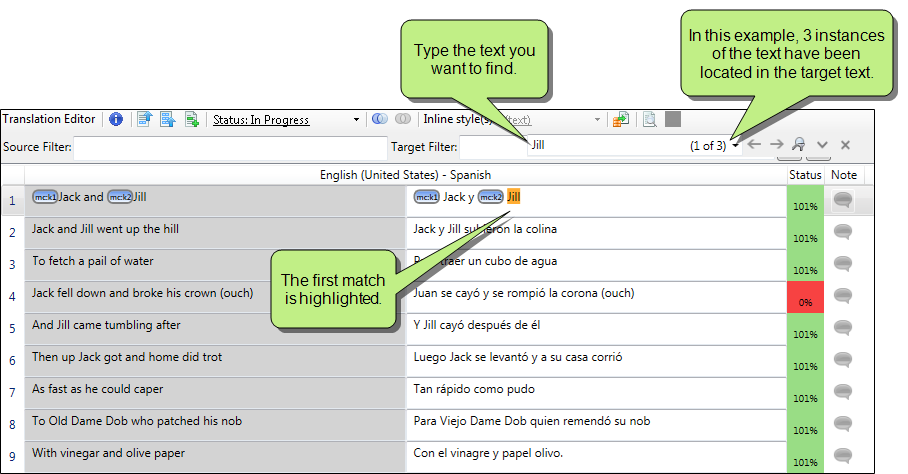 Type the text you
want to find.
In this example, 3 instances
of the text have been
located in the target text.
Translation Editor Status: In Progress Inline style(s) (text)
Source Filter: Target Filter: Jill (1 of 3)
English (United States) - Spanish Status Note
1 mc:k1 Jack and mc:k2 Jill mc:k1 Jack y mc:k2 Jill 101%
2 Jack and Jill went up the hill Jack y Jill subieron la colina 101%
3 To fetch a pail of water traer un cubo de agua 101%
The first match
is highlighted.
4 Jack fell down and broke his crown (ouch) Juan se cayó y se rompió la corona (ouch) 0%
5 And Jill came tumbling after Y Jill cayó después de él 101%
6 Then up Jack got and home did trot Luego Jack se levantó y a su casa corrió 101%
7 As fast as he could caper Tan rápido como pudo 101%
8 To Old Dame Dob who patched his nob Para Viejo Dame Dob quien remendó su nob 101%
9 With vinegar and olive paper Con el vinagre y papel olivo. 101%